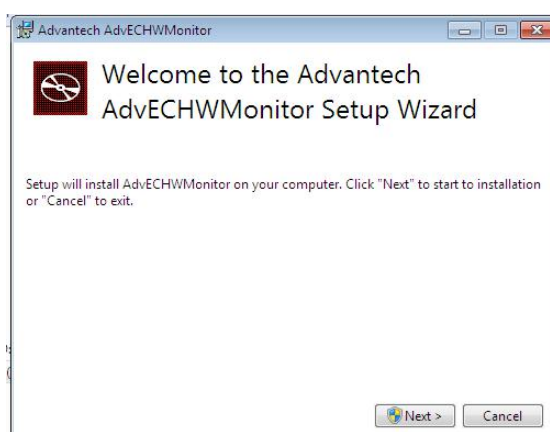 Advantech AdvECHWMonitor
Welcome to the Advantech
AdvECHWMonitor Setup Wizard
Setup will install AdvECHWMonitor on your computer. Click "Next" to start to installation
or "Cancel" to exit.
Next >
Cancel